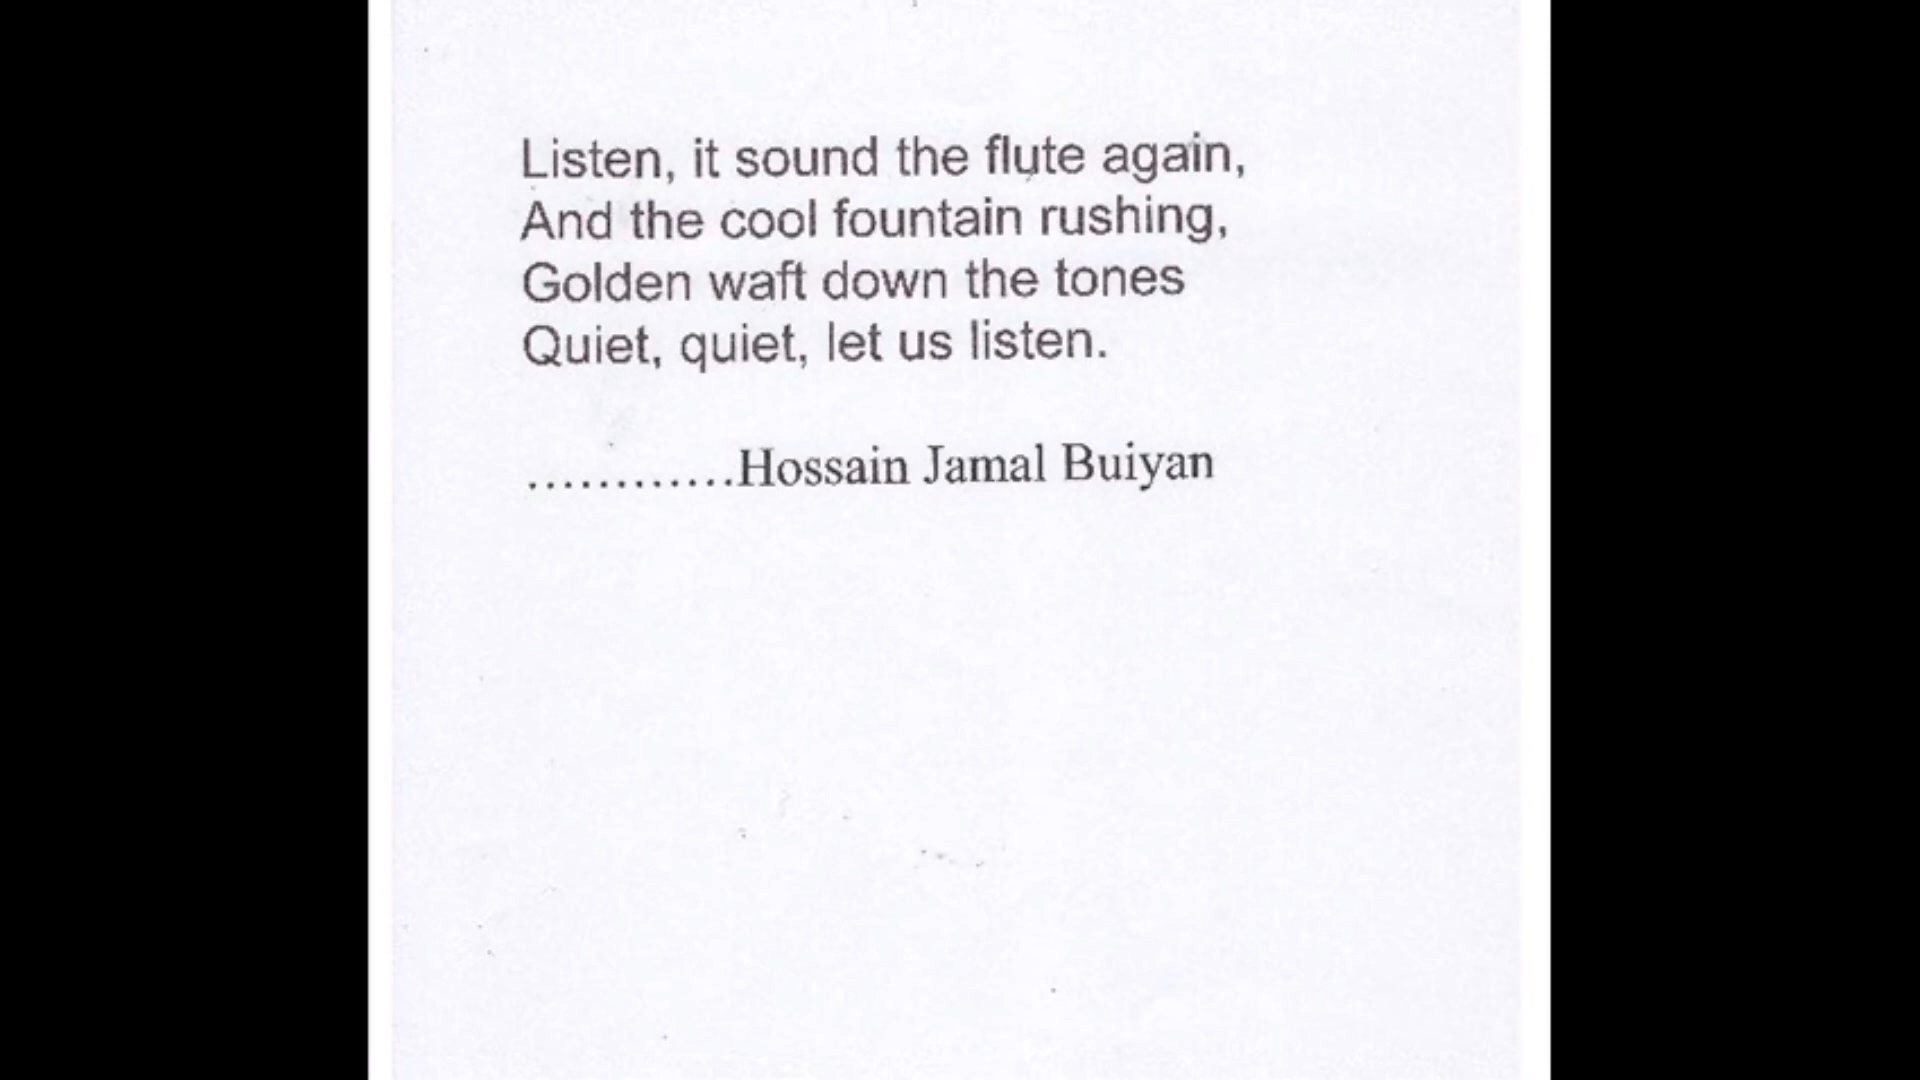 Listen, it sound the flute again,
And the cool fountain rushing,
Golden waft down the tones
Quiet, quiet, let us listen.
.............Hossain Jamal Buiyan